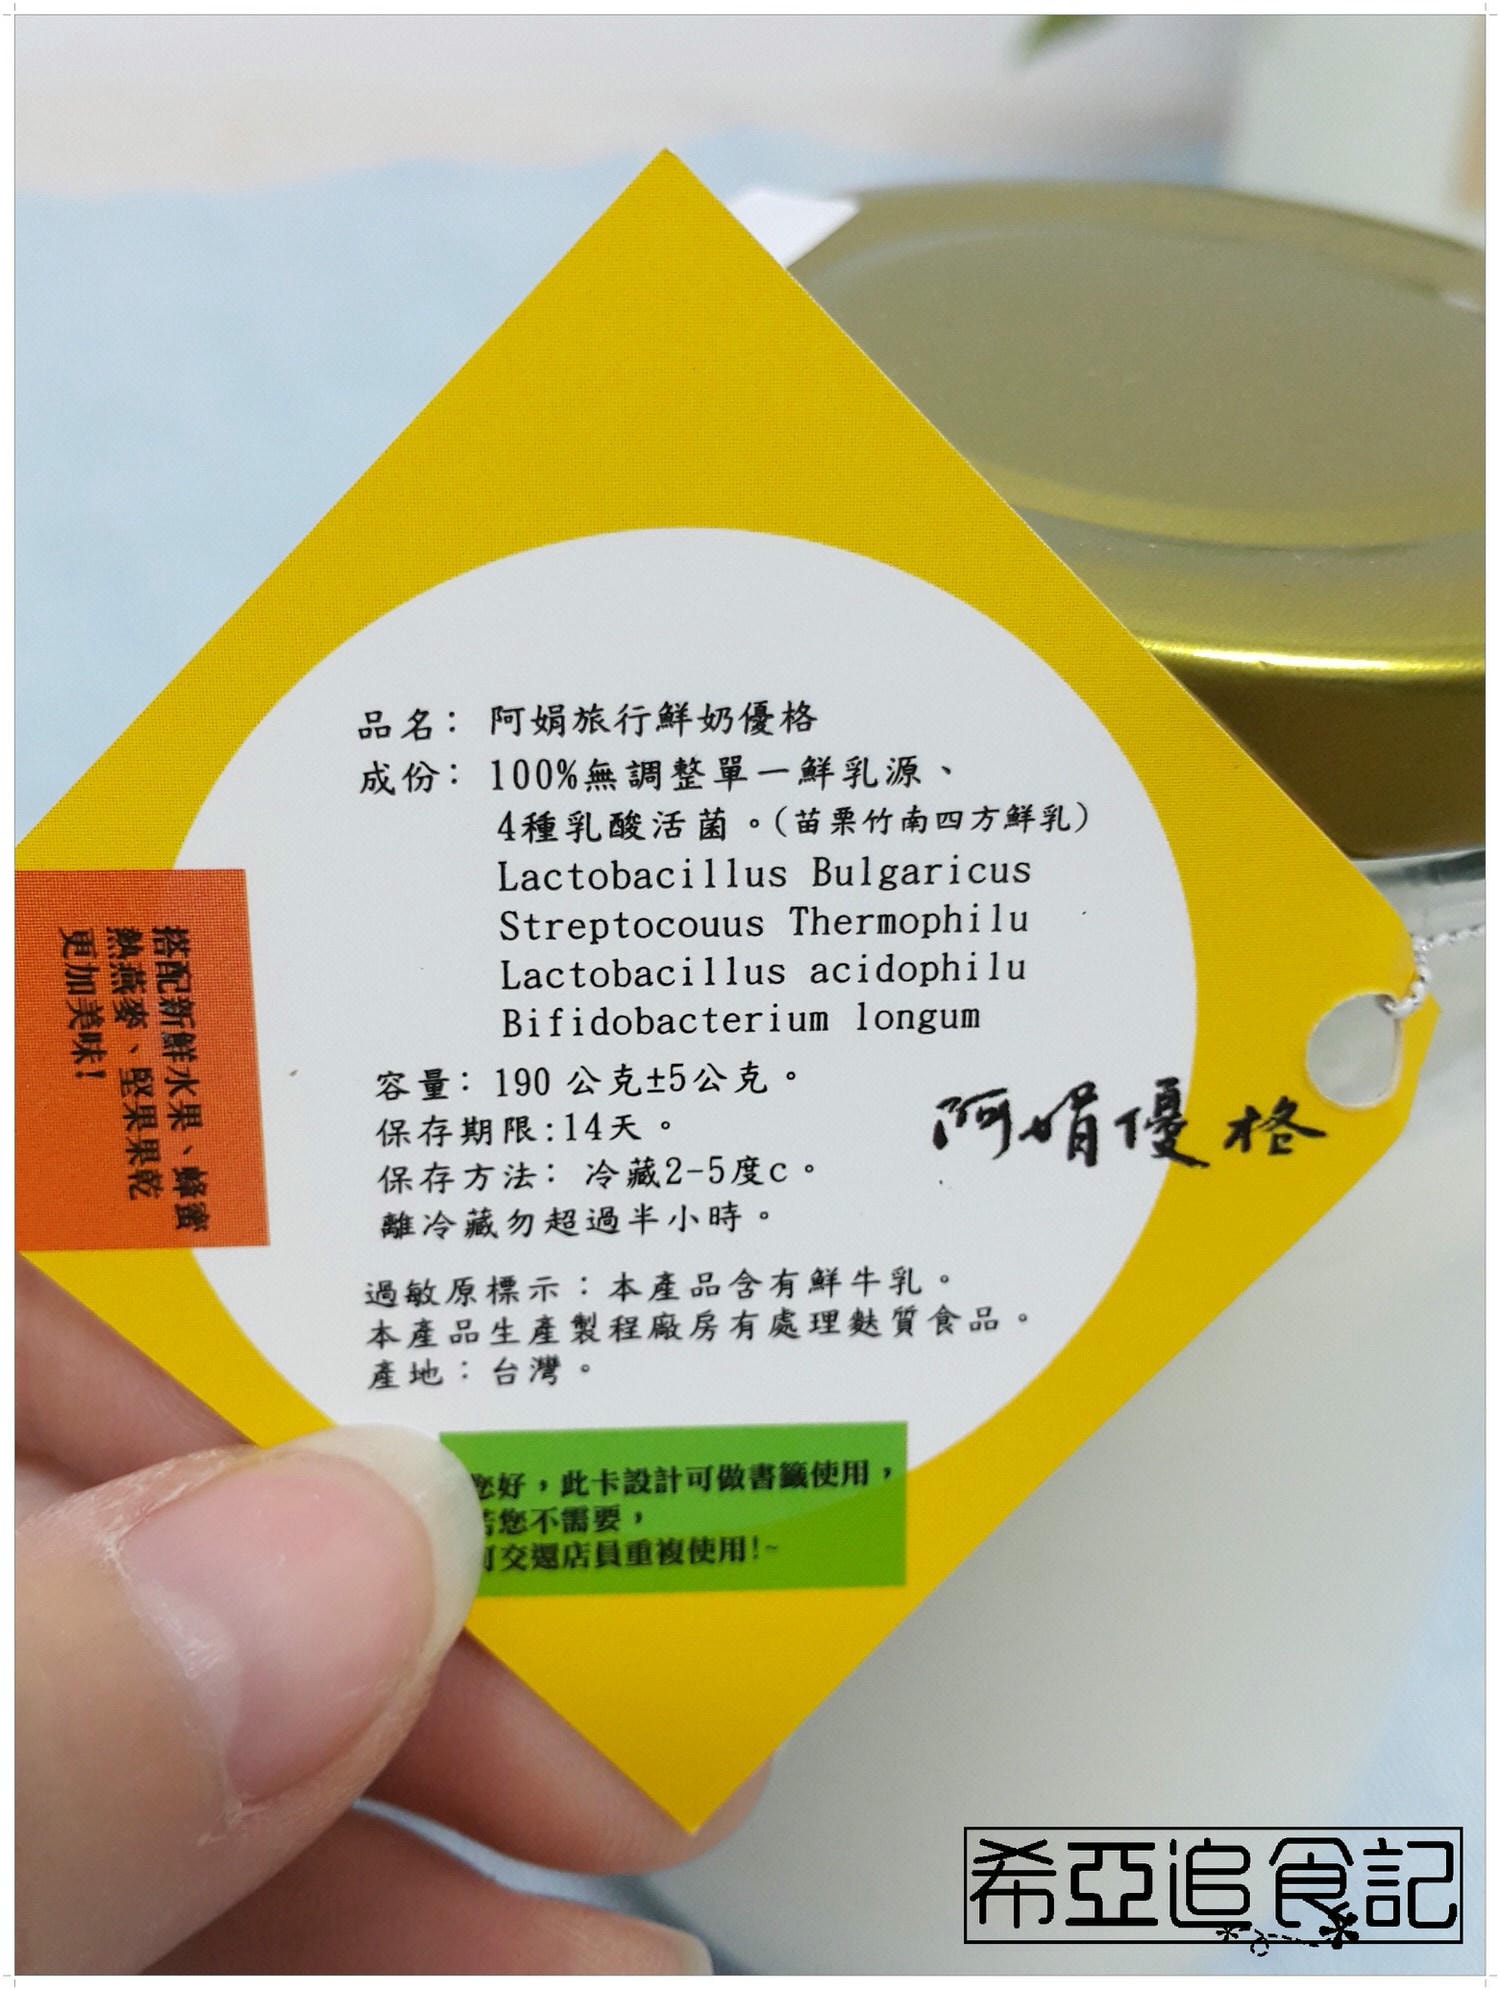 品名：阿娟旅行鮮奶優格
成份：100%無調整單一鮮乳源、
4種乳酸活菌。(苗栗竹南四方鮮乳)
Lactobacillus Bulgaricus
Streptocouus Thermophilu
Lactobacillus acidophilu
Bifidobacterium longum
容量：190 公克±5公克。
保存期限:14天。
保存方法：冷藏2-5度c。
離冷藏勿超過半小時。
阿娟優格
過敏原標示：本產品含有鮮牛乳。
本產品生產製程廠房有處理麩質食品。
產地：台灣。
搭配新鮮水果、蜂蜜
熱燕麥、堅果果乾
更加美味!
您好，此卡設計可做書籤使用，
若您不需要，
可交還店員重複使用!~
希亞追食記